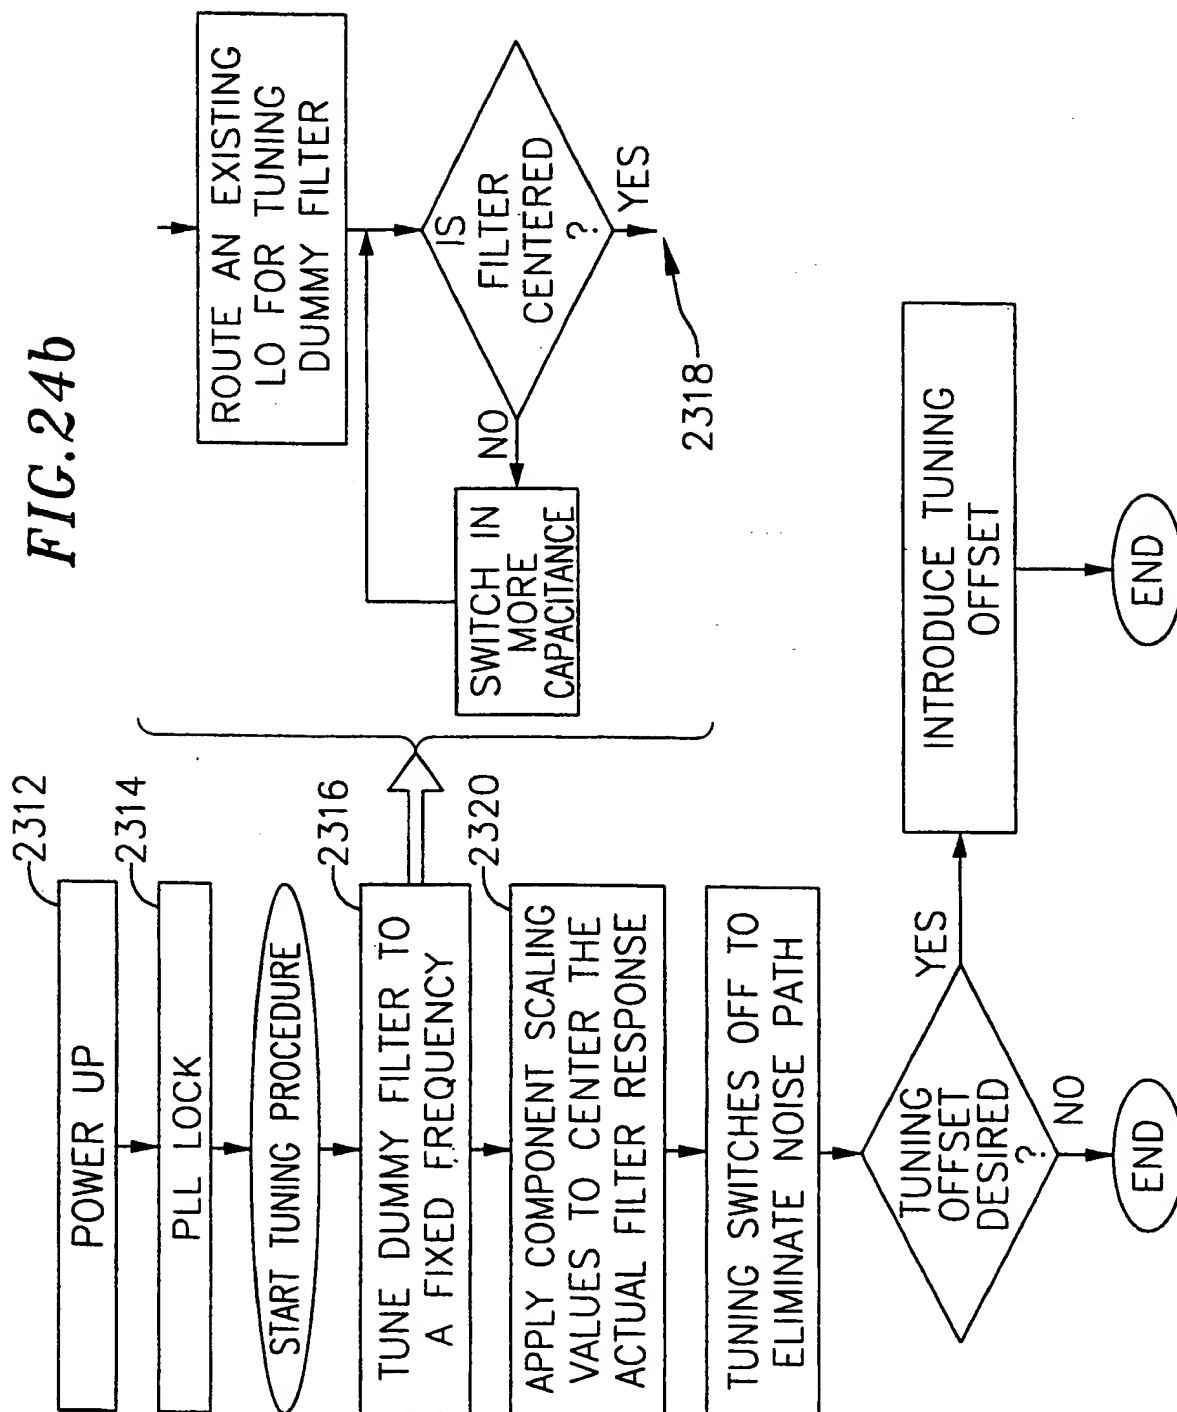 FIG.24b
POWER UP
2312
PLL LOCK
2314
START TUNING PROCEDURE
TUNE DUMMY FILTER TO
A FIXED FREQUENCY
2316
APPLY COMPONENT SCALING
VALUES TO CENTER THE
ACTUAL FILTER RESPONSE
2320
TUNING SWITCHES OFF TO
ELIMINATE NOISE PATH
TUNING
OFFSET
DESIRED
?
YES
NO
END
INTRODUCE TUNING
OFFSET
END
ROUTE AN EXISTING
LO FOR TUNING
DUMMY FILTER
IS
FILTER
CENTERED
?
NO
YES
SWITCH IN
MORE
CAPACITANCE
2318